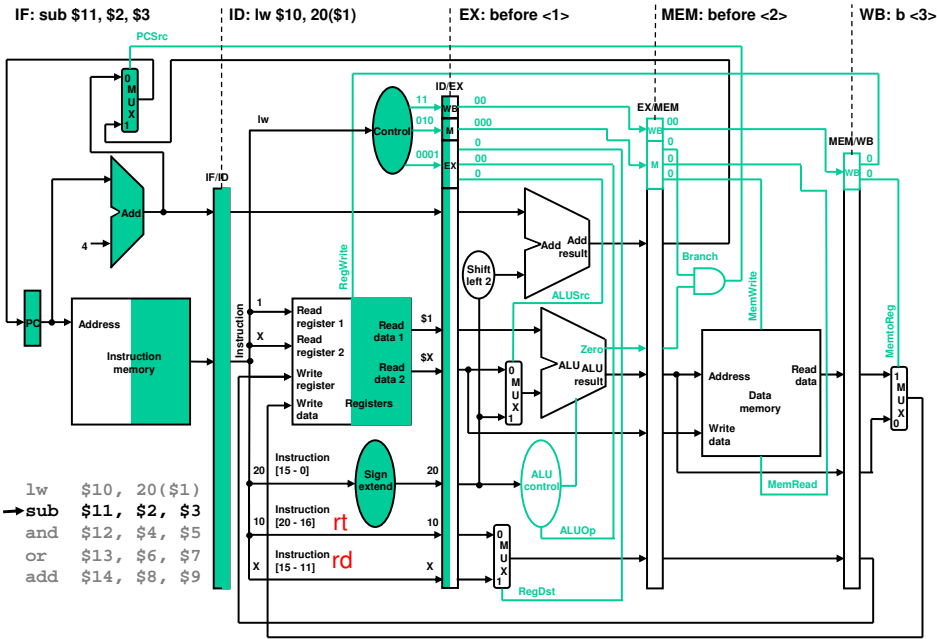 IF: sub $11, $2, $3
ID: lw $10, 20($1)
EX: before <1>
MEM: before <2>
WB: b <3>
PCSrc
0
M
U
X
1
ID/EX
11
WB
00
010
M
000
0001
EX
0
00
0
lw
Control
EX/MEM
WB
00
M
0
0
0
MEM/WB
WB
0
0
IF/ID
Add
4
RegWrite
Add
Add
result
Shift
left 2
Branch
ALUSrc
MemWrite
MemtoReg
PC
Address
Instruction
memory
Instruction
1
X
Read
register 1
Read
register 2
Write
register
Write
data
Read
data 1
Read
data 2
Registers
$1
$X
0
M
U
X
1
Zero
ALU
ALU
result
Address
Write
data
Read
data
Data
memory
1
M
U
X
0
20
Instruction
[15 - 0]
Sign
extend
20
ALU
control
MemRead
10
Instruction
[20 - 16]
rt
10
ALUOp
X
Instruction
[15 - 11]
rd
X
0
M
U
X
1
RegDst
lw $10, 20($1)
sub $11, $2, $3
and $12, $4, $5
or $13, $6, $7
add $14, $8, $9